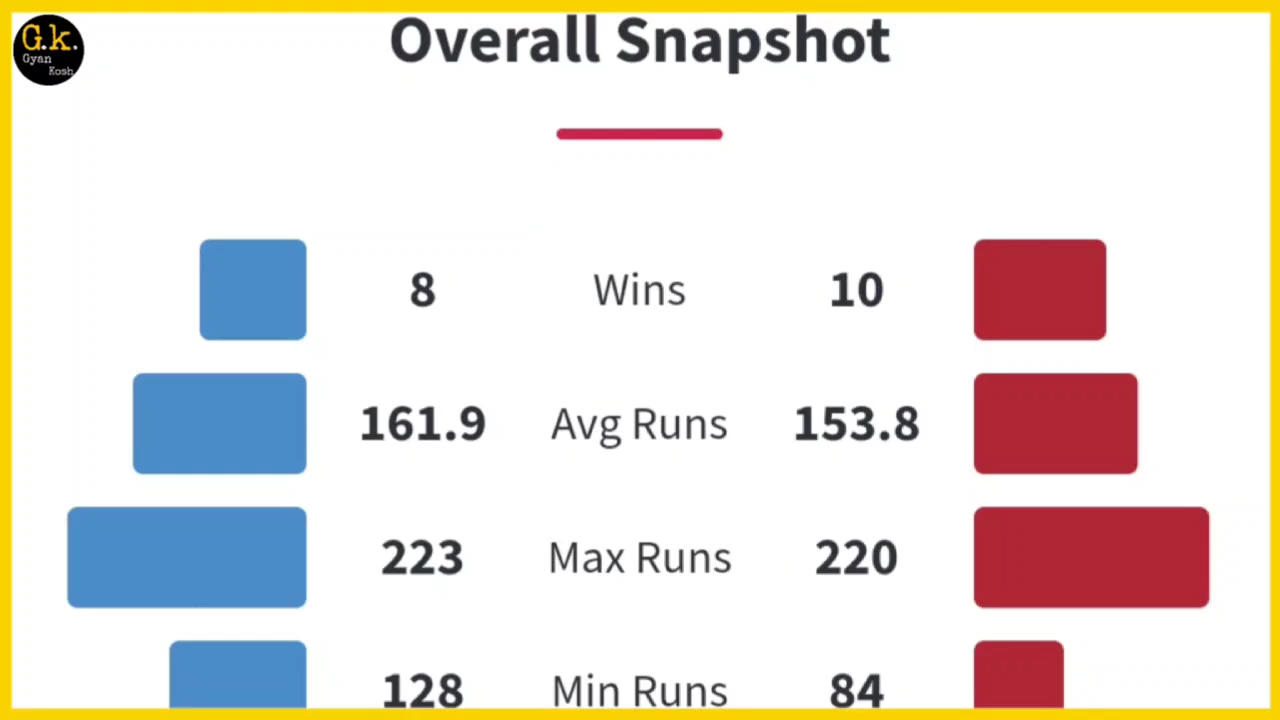 G.k.
Gyan
Kosh
Overall Snapshot
8 Wins 10
161.9 Avg Runs 153.8
223 Max Runs 220
128 Min Runs 84